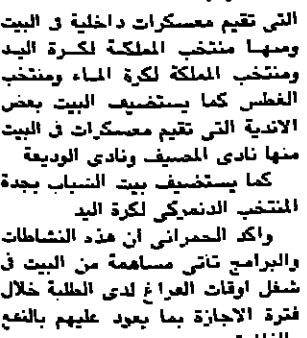 التى تقيم معسكرات داخلية فى البيت
ومنها منتخب المملكة لكرة اليد
ومنتخب المملكة لكرة الماء ومنتخب
الغطس كما يستضيف البيت بعض
الاندية التى تقيم معسكرات فى البيت
منها نادى المصيف ونادى الوديعة
كما يستضيف بيت الشباب بجدة
المنتخب الدنمركى لكرة اليد
واكد الحمرانى ان هذه النشاطات
والبرامج تاتى مساهمة من البيت فى
شغل اوقات الفراغ لدى الطلبة خلال
فترة الاجازة بما يعود عليهم بالنفع